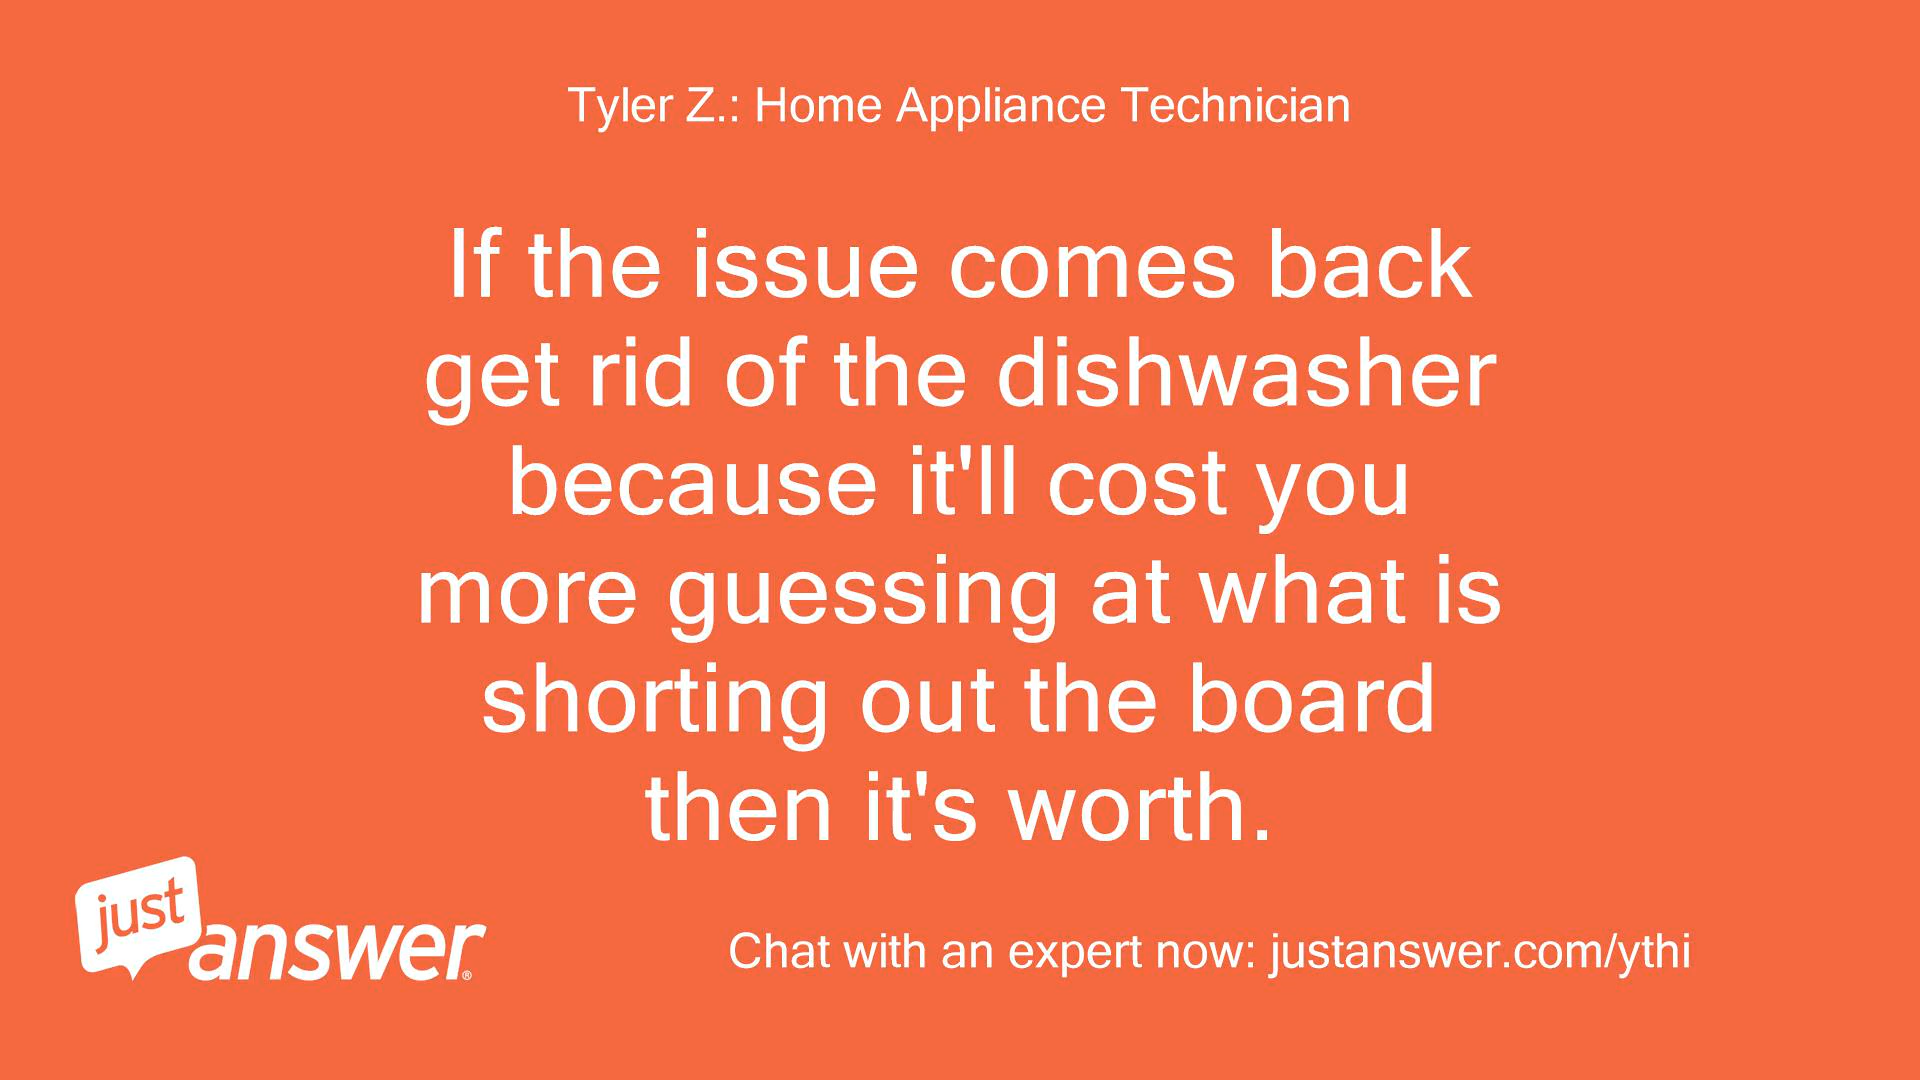 Tyler Z.: Home Appliance Technician
If the issue comes back
get rid of the dishwasher
because it'll cost you
more guessing at what is
shorting out the board
then it's worth.
just
answer®
Chat with an expert now: justanswer.com/ythi